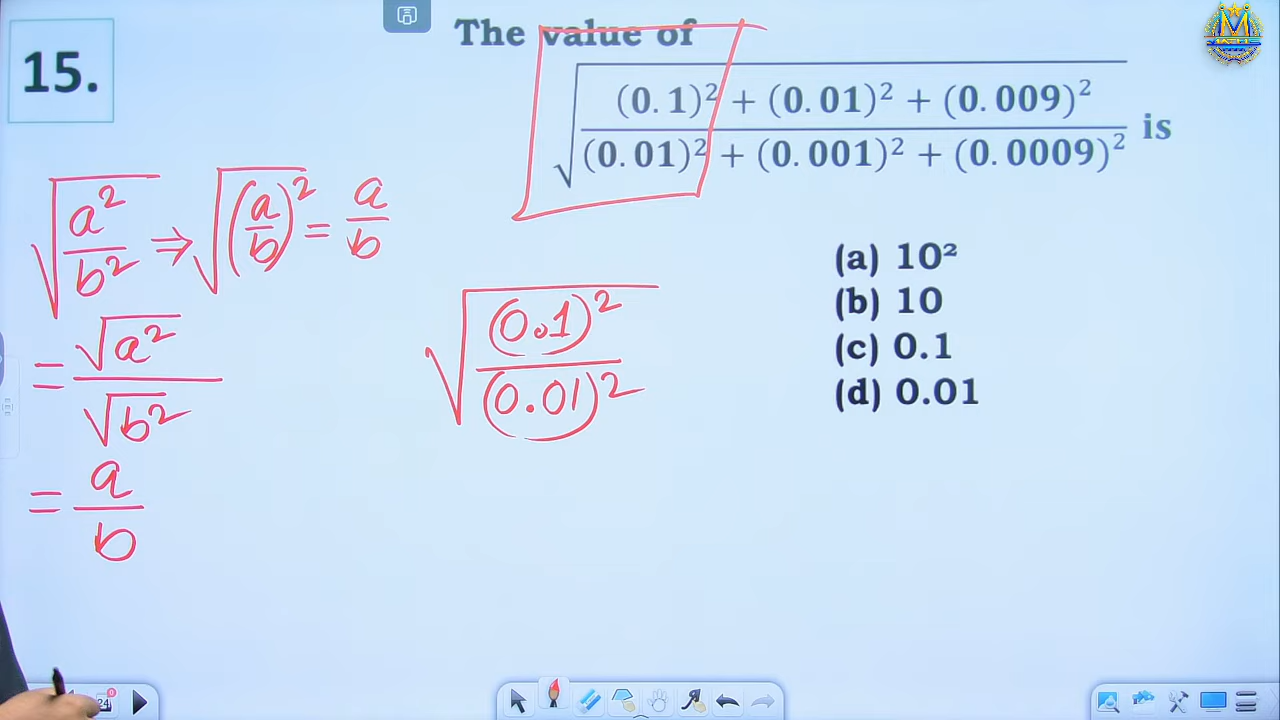 15.
The value of
√((0.1)² + (0.01)² + (0.009)² / (0.01)² + (0.001)² + (0.0009)²) is
(a) 10²
(b) 10
(c) 0.1
(d) 0.01
√(a²/b²) ⇒ √((a/b)²) = a/b
= √a²/√b²
= a/b
√((0.1)²/(0.01)²)
24